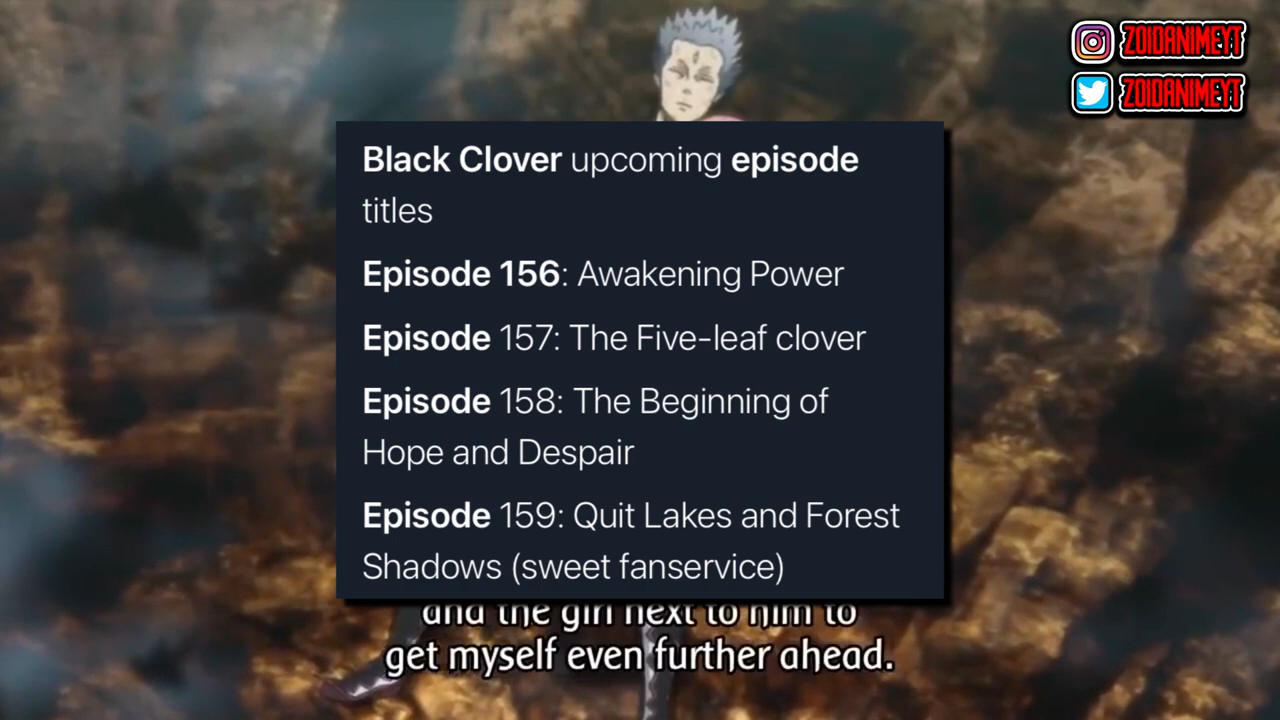 ZOIDANIMEYT
ZOIDANIMEYT
Black Clover upcoming episode
titles
Episode 156: Awakening Power
Episode 157: The Five-leaf clover
Episode 158: The Beginning of
Hope and Despair
Episode 159: Quit Lakes and Forest
Shadows (sweet fanservice)
and the girl next to him to
get myself even further ahead.